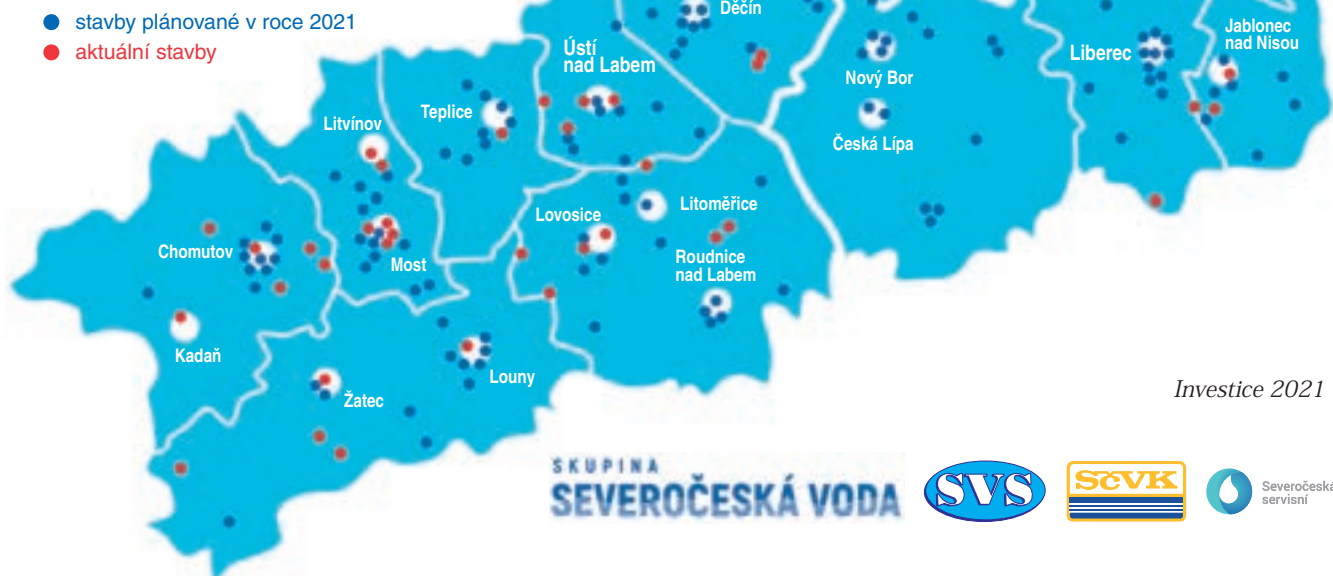 stavby plánované v roce 2021
aktuální stavby
Děčín
Ústí
nad Labem
Jablonec
nad Nisou
Liberec
Nový Bor
Teplice
Litvínov
Česká Lípa
Litoměřice
Lovosice
Chomutov
Roudnice
nad Labem
Most
Kadaň
Louny
Žatec
Investice 2021
SKUPINA
SEVEROČESKÁ VODA
SVS
SčVK
Severočeská
servisní